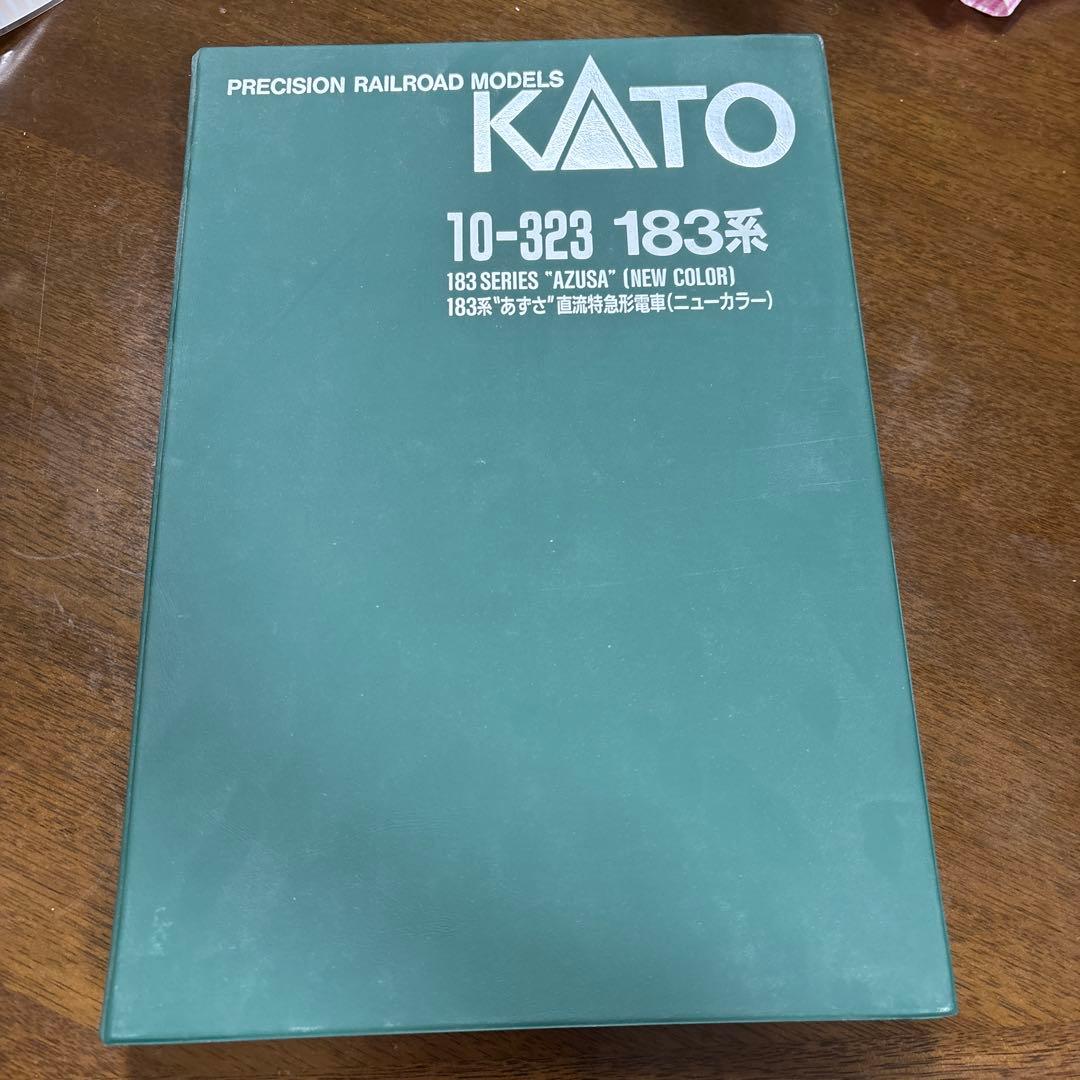 PRECISION RAILROAD MODELS
KATO
10-323 183系
183 SERIES "AZUSA" (NEW COLOR)
183系"あずさ"直流特急形電車(ニューカラー)